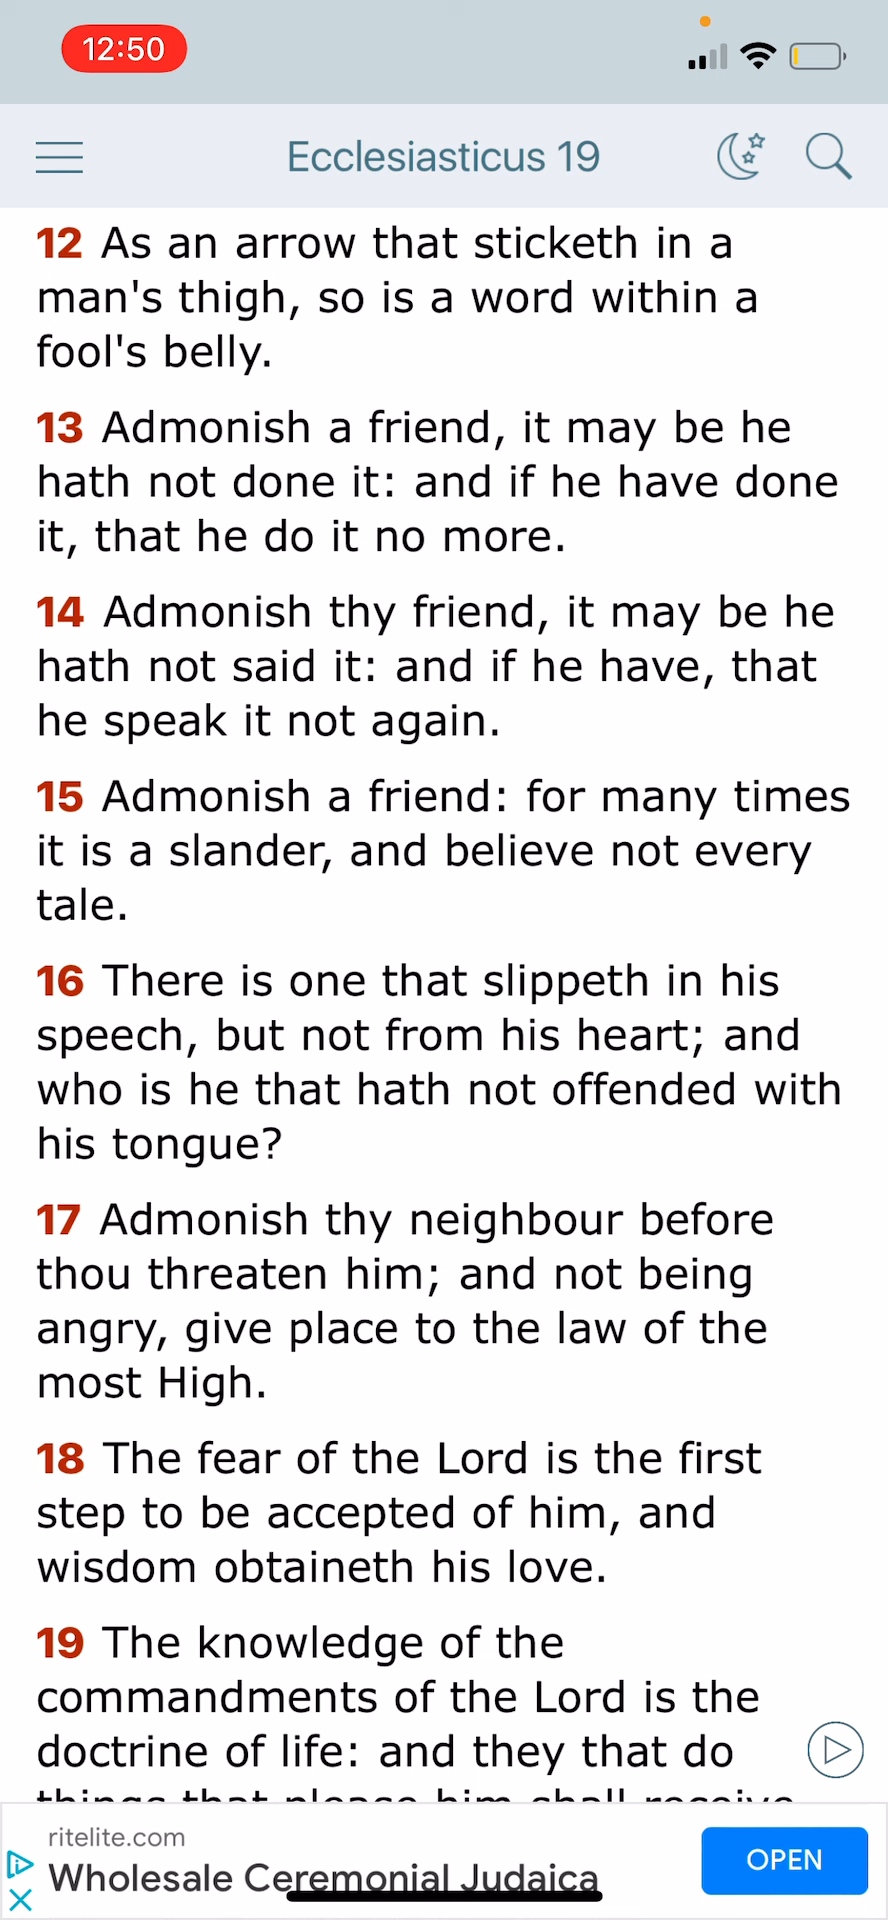 12:50
Ecclesiasticus 19
12 As an arrow that sticketh in a
man's thigh, so is a word within a
fool's belly.
13 Admonish a friend, it may be he
hath not done it: and if he have done
it, that he do it no more.
14 Admonish thy friend, it may be he
hath not said it: and if he have, that
he speak it not again.
15 Admonish a friend: for many times
it is a slander, and believe not every
tale.
16 There is one that slippeth in his
speech, but not from his heart; and
who is he that hath not offended with
his tongue?
17 Admonish thy neighbour before
thou threaten him; and not being
angry, give place to the law of the
most High.
18 The fear of the Lord is the first
step to be accepted of him, and
wisdom obtaineth his love.
19 The knowledge of the
commandments of the Lord is the
doctrine of life: and they that do
things that please him shall receive
ritelite.com
Wholesale Ceremonial Judaica
OPEN